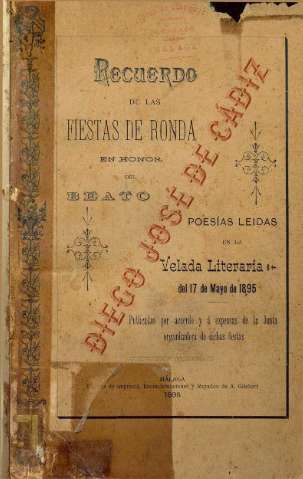 RECUERDO
DE LAS
FIESTAS DE RONDA
EN HONOR
DEL
BEATO
DIEGO JOSÉ DE CÁDIZ
POESÍAS LEIDAS
EN LA
Velada Literaria
del 17 de Mayo de 1895
Publicadas por acuerdo y á expensas de la Junta
organizadora de dichas fiestas
MÁLAGA
de A. Gilabert